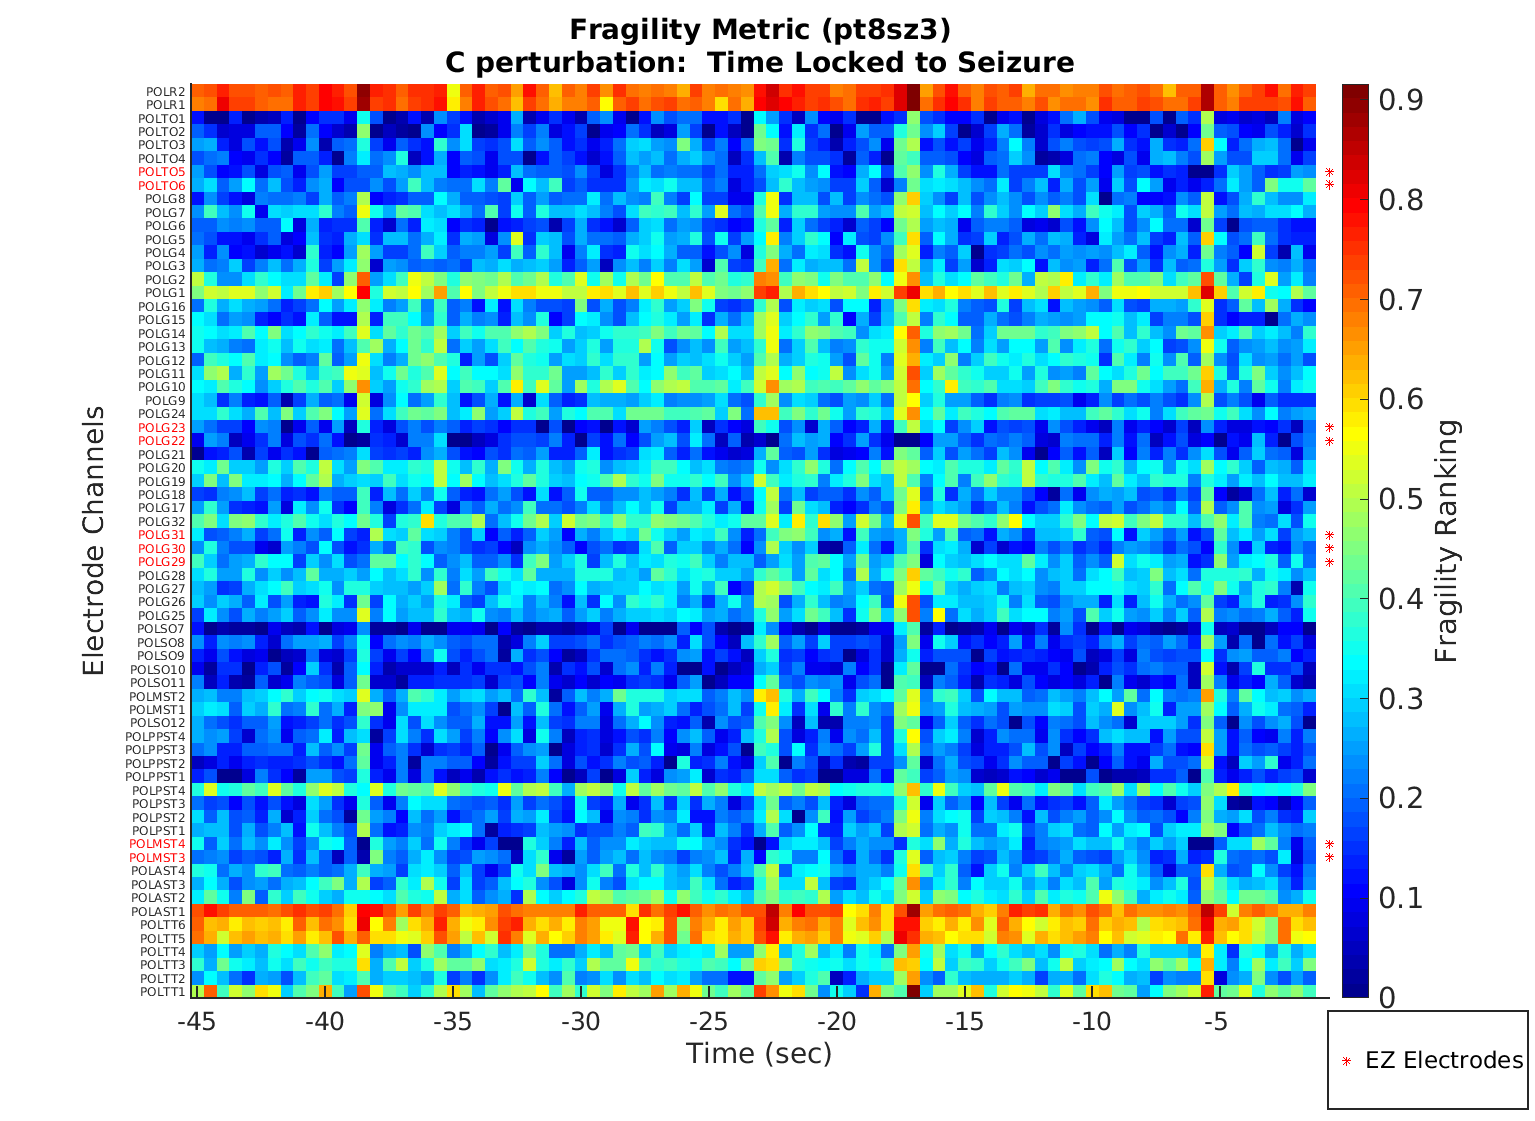 Fragility Metric (pt8sz3)
C perturbation: Time Locked to Seizure
Electrode Channels
POLR2
POLR1
POLTO1
POLTO2
POLTO3
POLTO4
POLTO5
POLTO6
POLG8
POLG7
POLG6
POLG5
POLG4
POLG3
POLG2
POLG1
POLG16
POLG15
POLG14
POLG13
POLG12
POLG11
POLG10
POLG9
POLG24
POLG23
POLG22
POLG21
POLG20
POLG19
POLG18
POLG17
POLG32
POLG31
POLG30
POLG29
POLG28
POLG27
POLG26
POLG25
POLSO7
POLSO8
POLSO9
POLSO10
POLSO11
POLMST2
POLMST1
POLSO12
POLPPST4
POLPPST3
POLPPST2
POLPPST1
POLPST4
POLPST3
POLPST2
POLPST1
POLMST4
POLMST3
POLAST4
POLAST3
POLAST2
POLAST1
POLTT6
POLTT5
POLTT4
POLTT3
POLTT2
POLTT1
-45 -40 -35 -30 -25 -20 -15 -10 -5
Time (sec)
0.9
0.8
0.7
0.6
0.5
0.4
0.3
0.2
0.1
0
Fragility Ranking
* EZ Electrodes